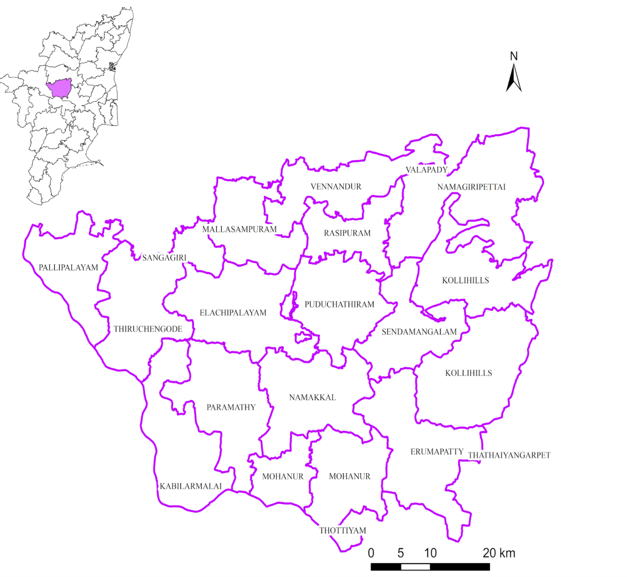 N
VALAPADY
VENNANDUR
NAMAGIRIPETTAI
MALLASAMPURAM
RASIPURAM
SANGAGIRI
PALLIPALAYAM
KOLLIHILLS
PUDUCHATHIRAM
ELACHIPALAYAM
THIRUCHENGODE
SENDAMANGALAM
KOLLIHILLS
NAMAKKAL
PARAMATHY
ERUMAPATTY
THATHAIYANGARPET
MOHANUR
MOHANUR
KABILARMALAI
THOTTIYAM
0 5 10 20 km